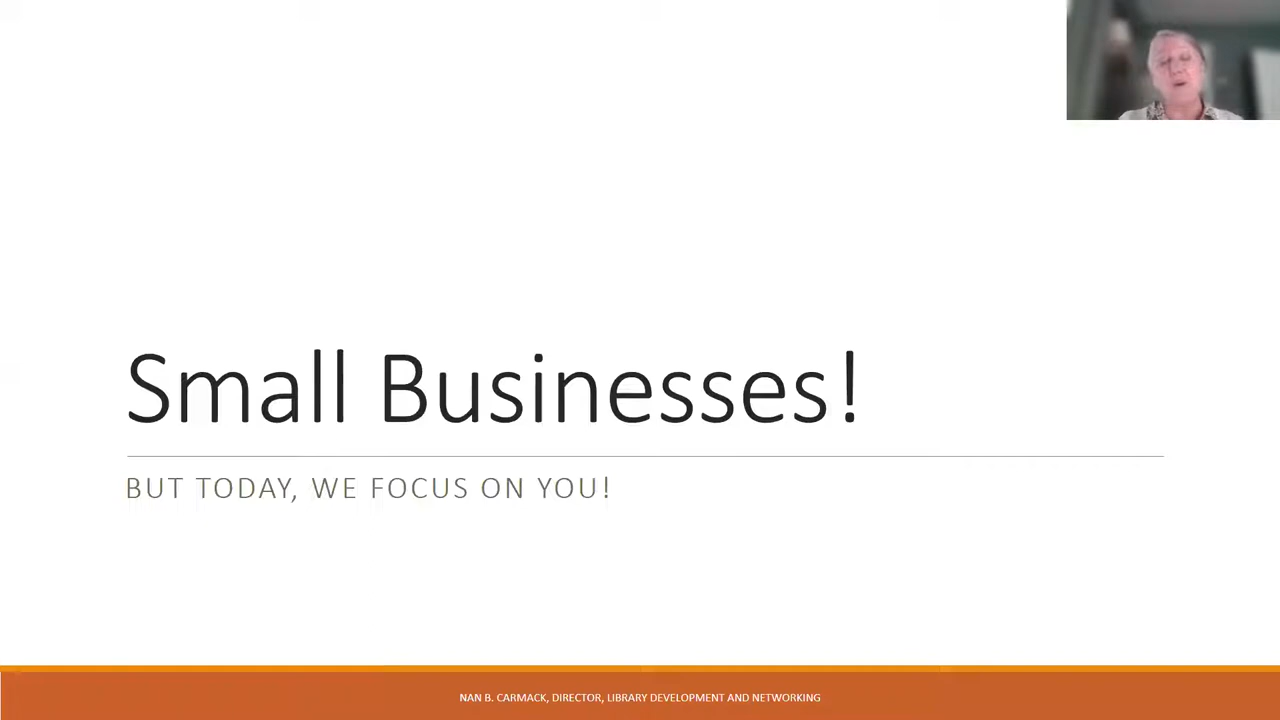 Small Businesses!
BUT TODAY, WE FOCUS ON YOU!
NAN B. CARMACK, DIRECTOR, LIBRARY DEVELOPMENT AND NETWORKING